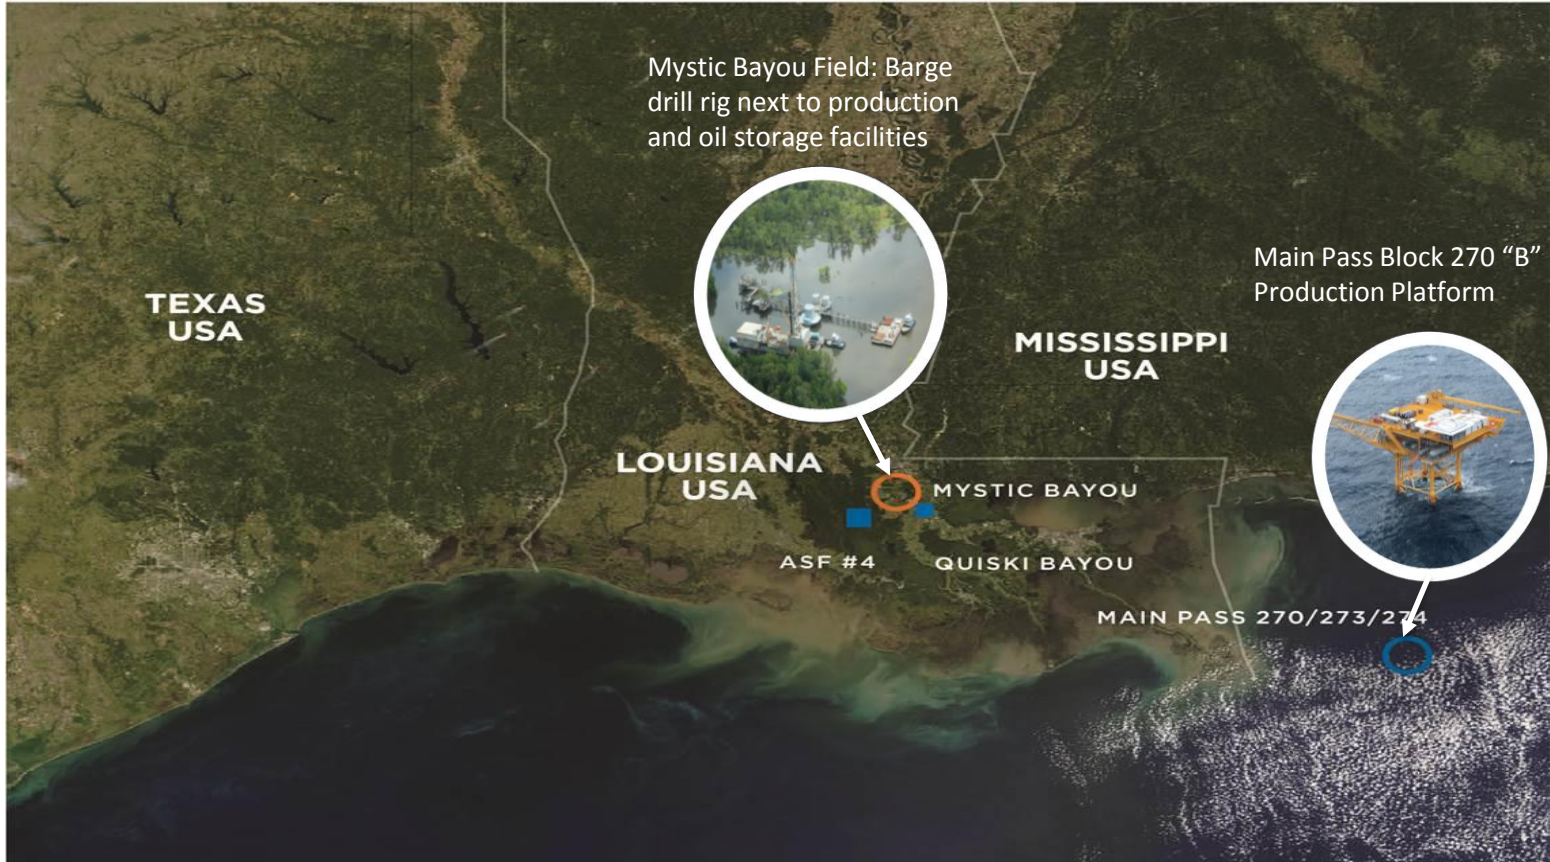 Mystic Bayou Field: Barge
drill rig next to production
and oil storage facilities
Main Pass Block 270 “B”
Production Platform
TEXAS
USA
MISSISSIPPI
USA
LOUISIANA
USA
MYSTIC BAYOU
ASF #4
QUISKI BAYOU
MAIN PASS 270/273/274